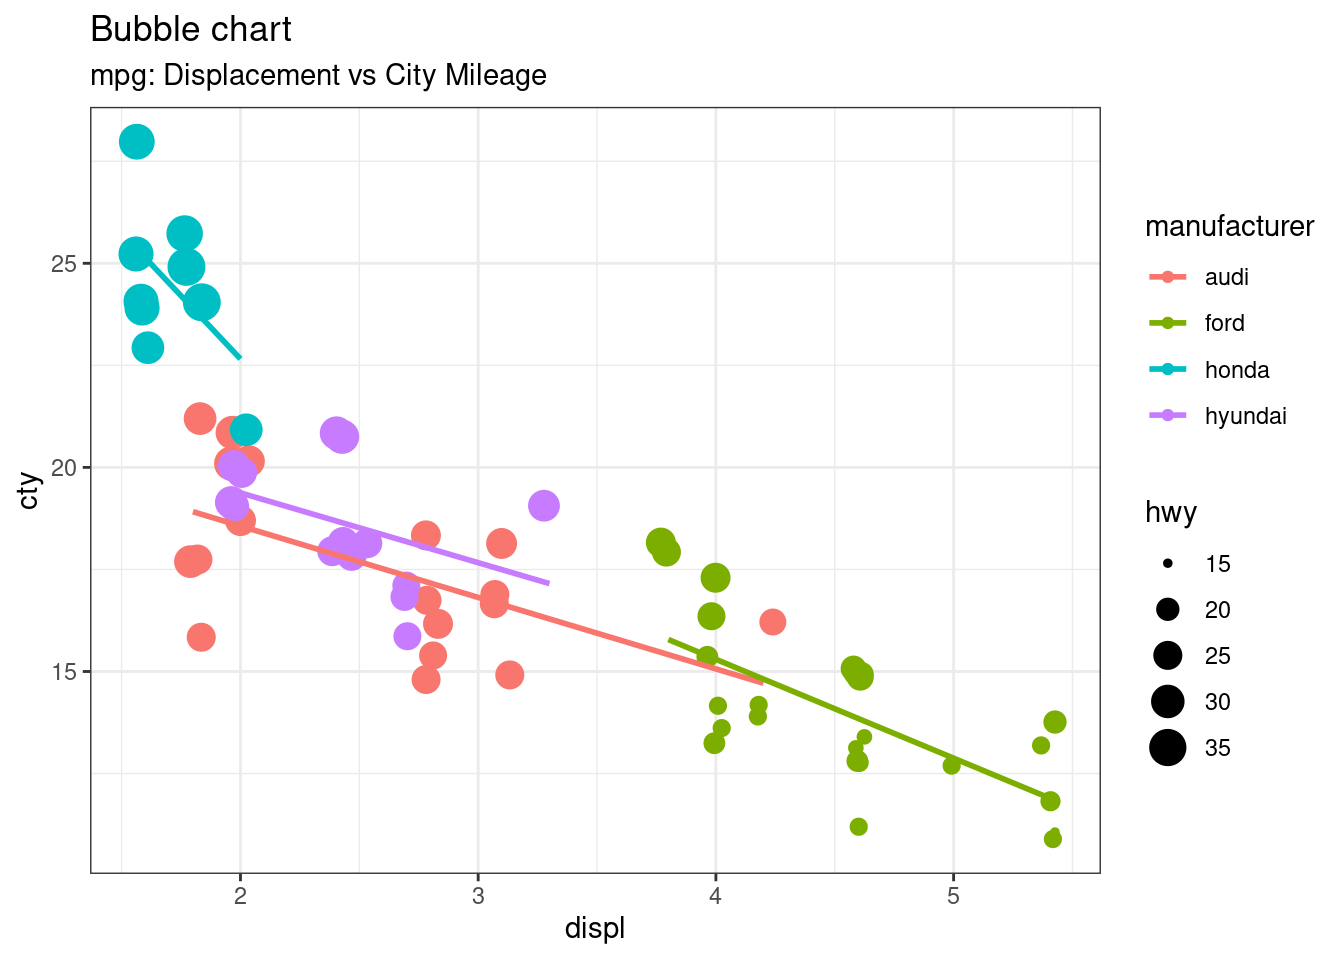 Bubble chart
mpg: Displacement vs City Mileage
cty
25
20
15
2
3
4
5
displ
manufacturer
audi
ford
honda
hyundai
hwy
15
20
25
30
35